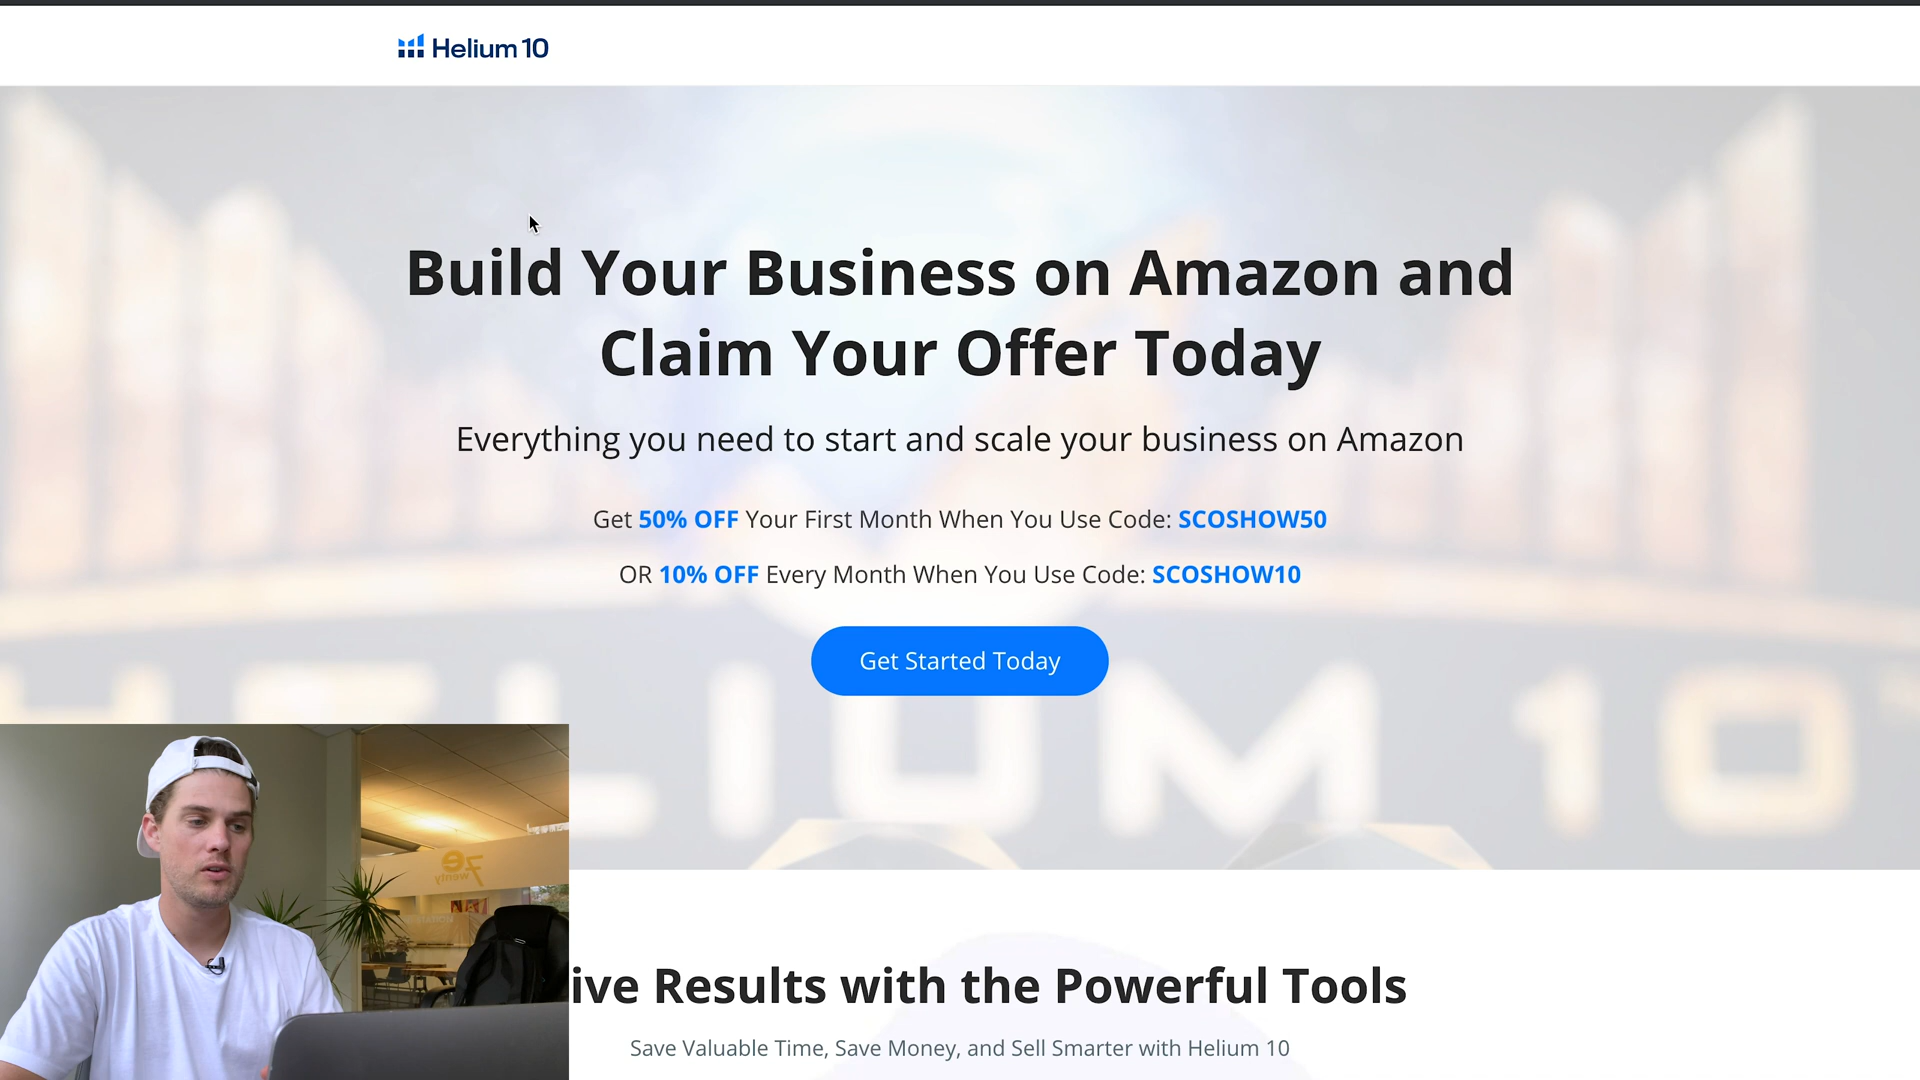 Helium 10
Build Your Business on Amazon and
Claim Your Offer Today
Everything you need to start and scale your business on Amazon
Get 50% OFF Your First Month When You Use Code: SCOSHOW50
OR 10% OFF Every Month When You Use Code: SCOSHOW10
Get Started Today
HELIUM 10
e7wenty
ive Results with the Powerful Tools
Save Valuable Time, Save Money, and Sell Smarter with Helium 10